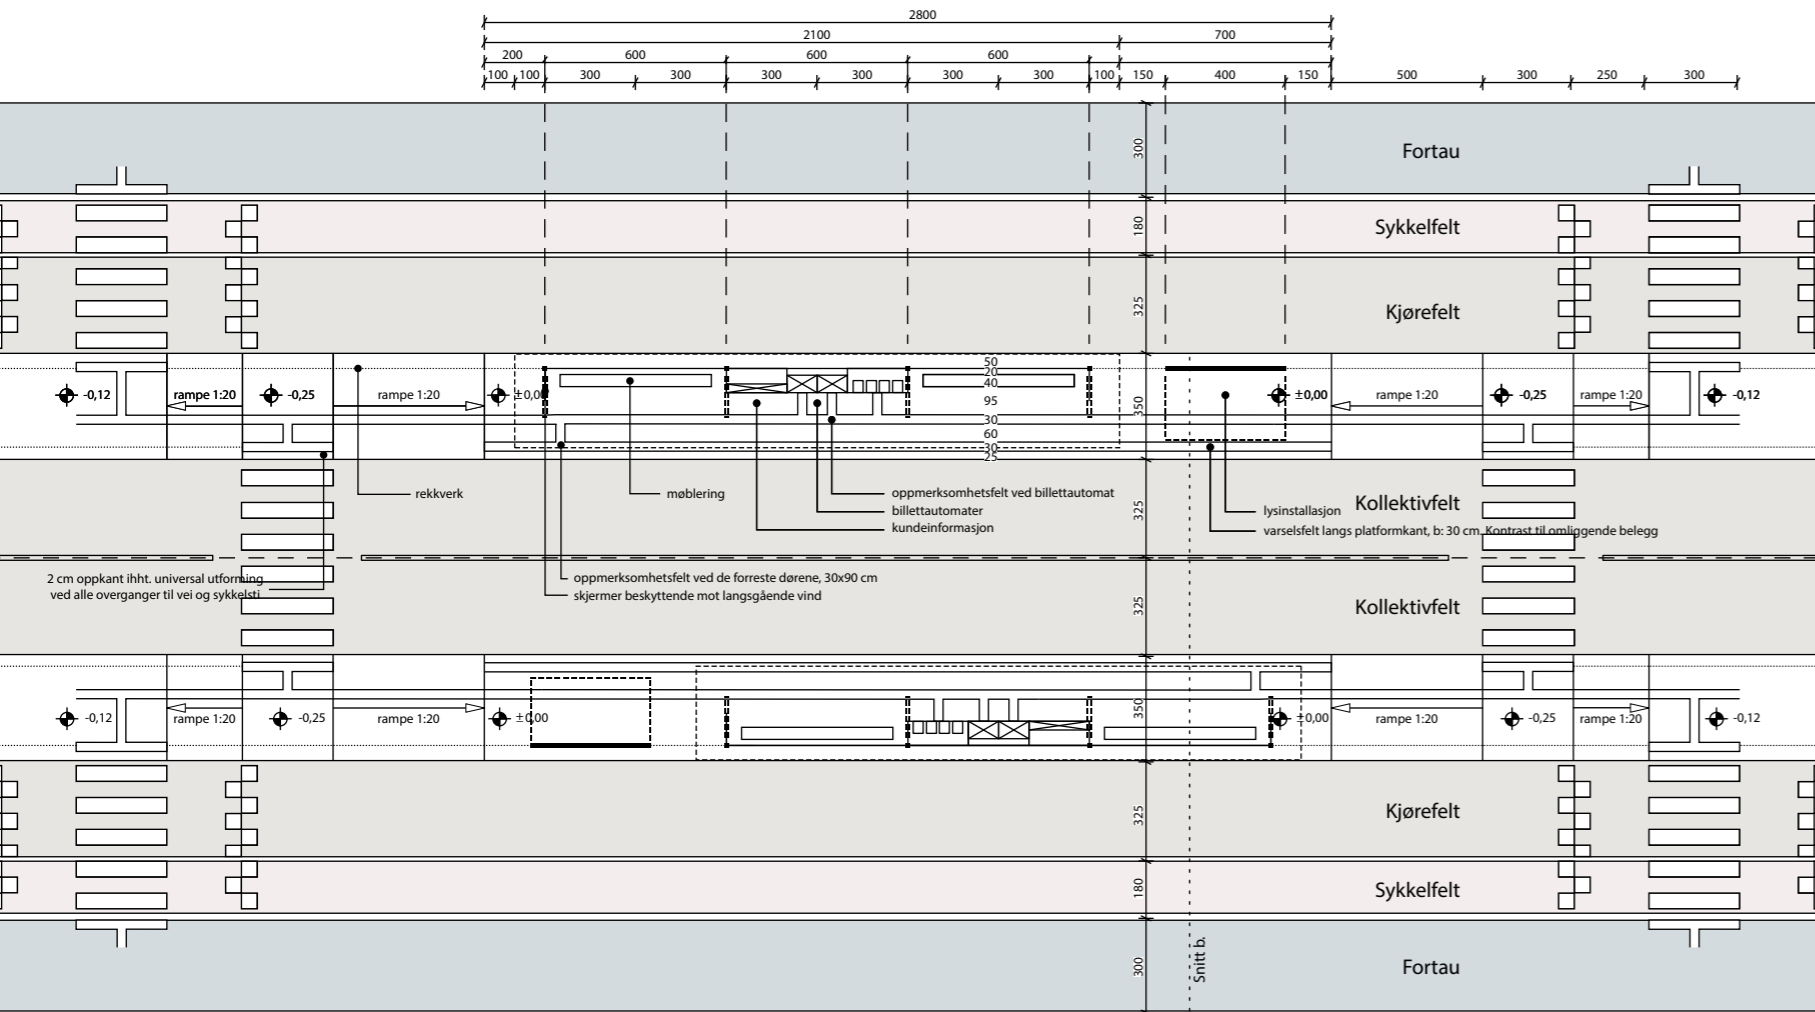 2800
2100 700
200 600 600 600
100 100 300 300 300 300 300 300 100 150 400 150 500 300 250 300
300
Fortau
180
Sykkelfelt
325
Kjørefelt
-0,12 rampe 1:20 -0,25 rampe 1:20 ±0,00
50
20
40
95
30
60
30
25
350
±0,00 rampe 1:20 -0,25 rampe 1:20 -0,12
rekkverk
møblering
oppmerksomhetsfelt ved billettautomat
billettautomater
kundeinformasjon
325
Kollektivfelt
lysinstallasjon
varselsfelt langs platformkant, b: 30 cm. Kontrast til omliggende belegg
2 cm oppkant ihht. universal utforming
ved alle overganger til vei og sykkelsti
oppmerksomhetsfelt ved de forreste dørene, 30x90 cm
skjermer beskyttende mot langsgående vind
325
Kollektivfelt
-0,12 rampe 1:20 -0,25 rampe 1:20 ±0,00
350
±0,00 rampe 1:20 -0,25 rampe 1:20 -0,12
325
Kjørefelt
180
Sykkelfelt
300
Snitt b.
Fortau